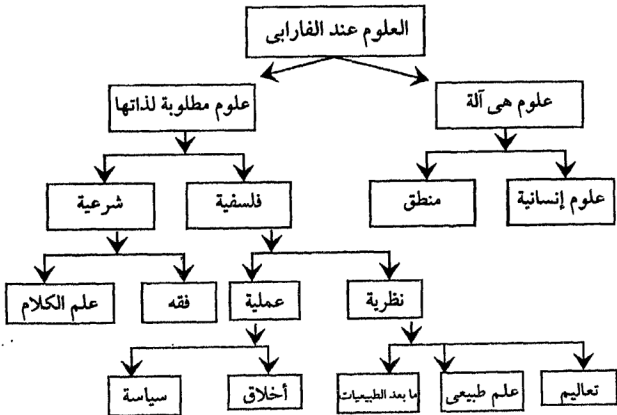 العلوم عند الفارابى
علوم هى آلة
علوم مطلوبة لذاتها
علوم إنسانية
منطق
فلسفية
شرعية
نظرية
عملية
فقه
علم الكلام
تعاليم
علم طبيعى
ما بعد الطبيعيات
أخلاق
سياسة